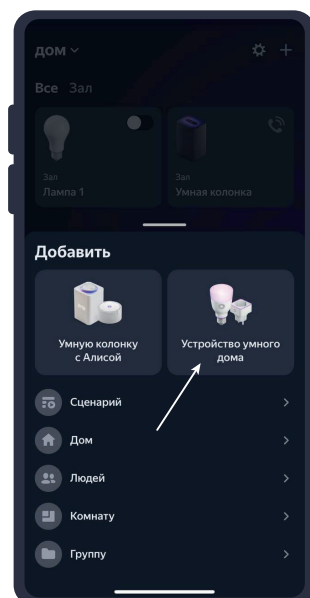 дом
Все Зал
Зал
Лампа 1
Зал
Умная колонка
Добавить
Умную колонку
с Алисой
Устройство умного
дома
Сценарий
Дом
Людей
Комнату
Группу